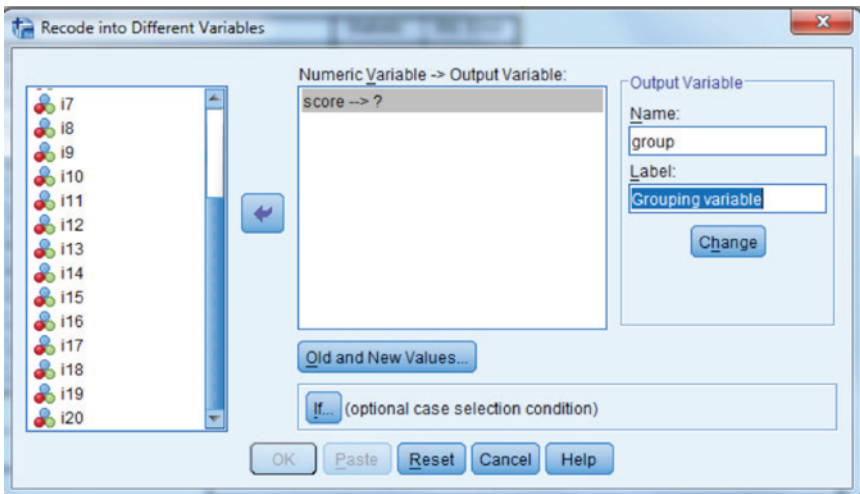 Recode into Different Variables
i7
i8
i9
i10
i11
i12
i13
i14
i15
i16
i17
i18
i19
i20
Numeric Variable -> Output Variable:
score --> ?
Old and New Values...
If... (optional case selection condition)
Output Variable
Name:
group
Label:
Grouping variable
Change
OK Paste Reset Cancel Help